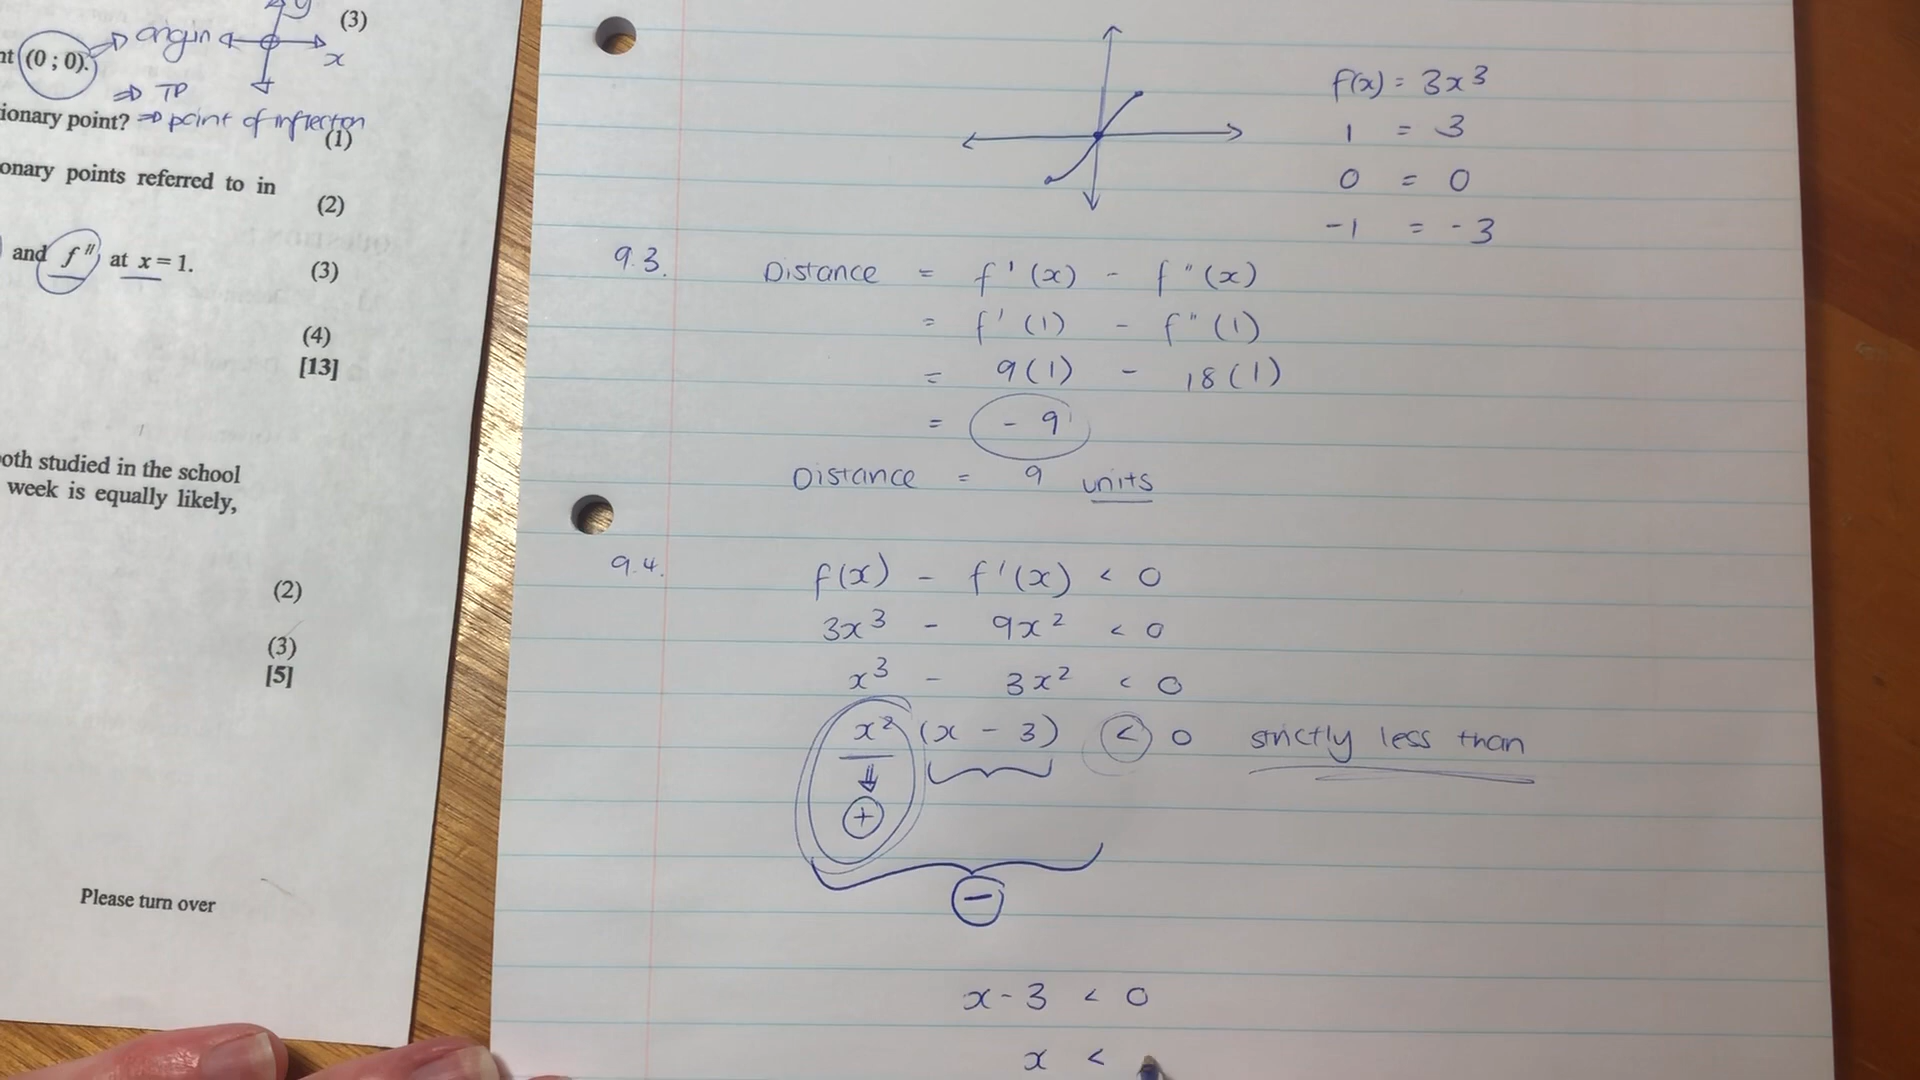 y
(3)
nt (0 ; 0). ⇒ origin
x
⇒ TP
ionary point? ⇒ point of inflection
(1)
onary points referred to in
(2)
and f" at x = 1.
(3)
(4)
[13]
oth studied in the school
week is equally likely,
(2)
(3)
[5]
Please turn over
f(x) = 3x³
1 = 3
0 = 0
-1 = -3
9.3. Distance = f'(x) - f"(x)
= f'(1) - f"(1)
= 9(1) - 18(1)
= -9
Distance = 9 units
9.4. f(x) - f'(x) < 0
3x³ - 9x² < 0
x³ - 3x² < 0
x² (x - 3) < 0 strictly less than
⇓
+
-
x - 3 < 0
x <